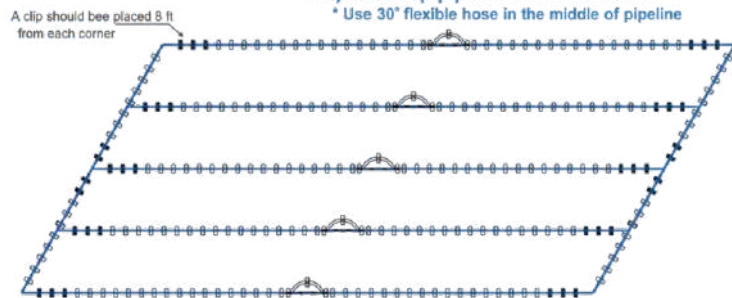 A clip should bee placed 8 ft
from each corner
* Use 30° flexible hose in the middle of pipeline